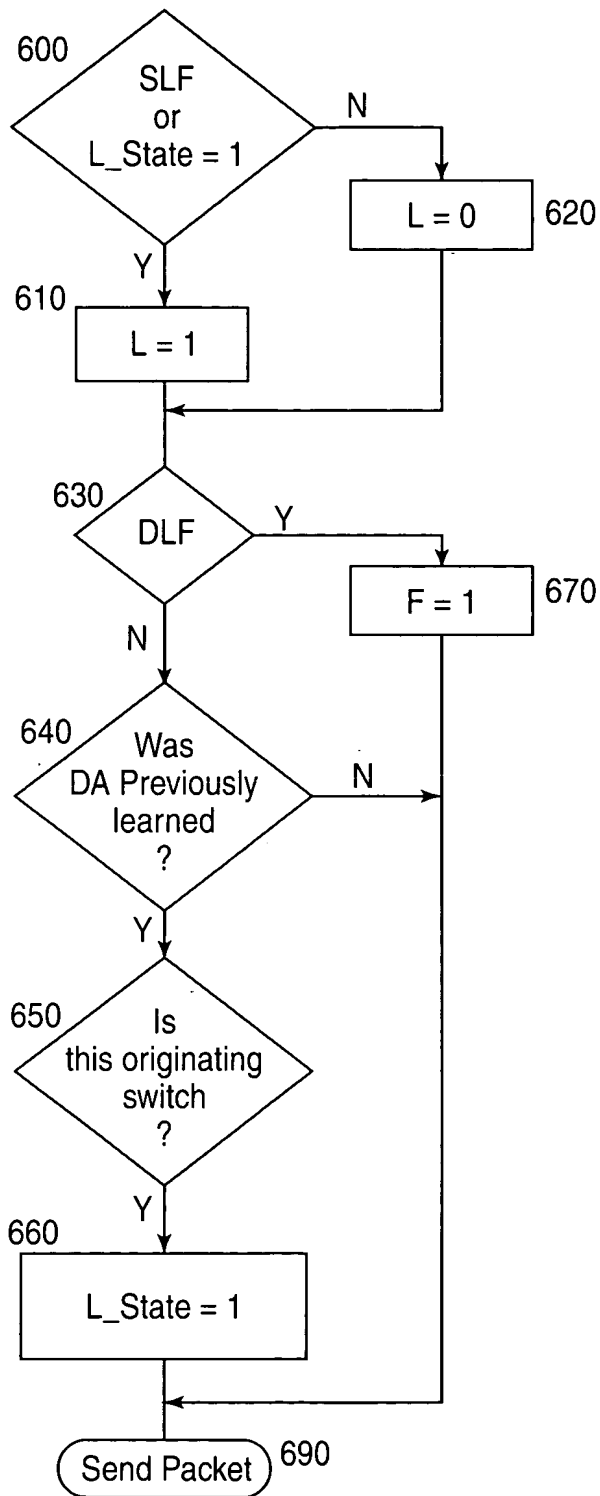 600
SLF
or
L_State = 1
N
L = 0
620
Y
610
L = 1
630
DLF
Y
F = 1
670
N
640
Was
DA Previously
learned
?
N
Y
650
Is
this originating
switch
?
Y
660
L_State = 1
Send Packet
690